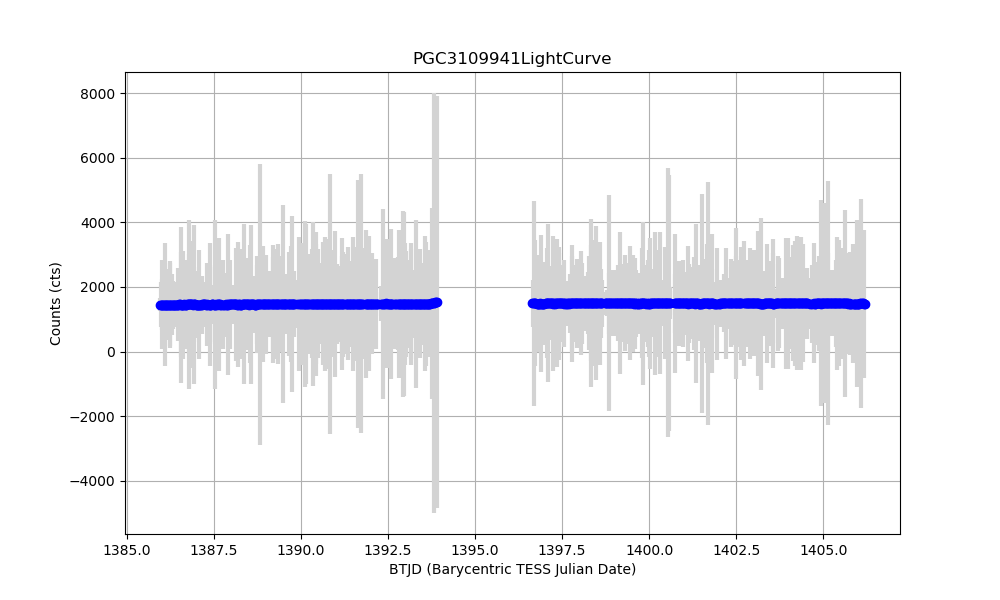 PGC3109941LightCurve
8000
6000
4000
2000
0
−2000
−4000
Counts (cts)
1385.0 1387.5 1390.0 1392.5 1395.0 1397.5 1400.0 1402.5 1405.0
BTJD (Barycentric TESS Julian Date)